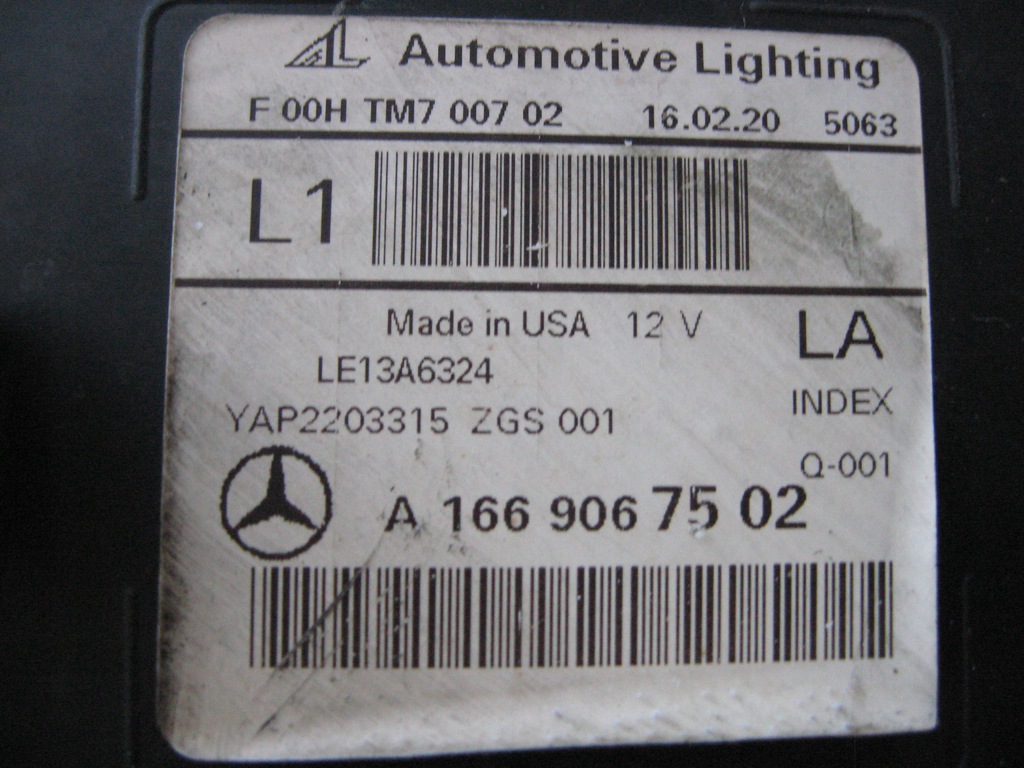 AL Automotive Lighting
F 00H TM7 007 02 16.02.20 5063
L1
Made in USA 12 V LA
LE13A6324
INDEX
YAP2203315 ZGS 001
Q-001
A 166 906 75 02